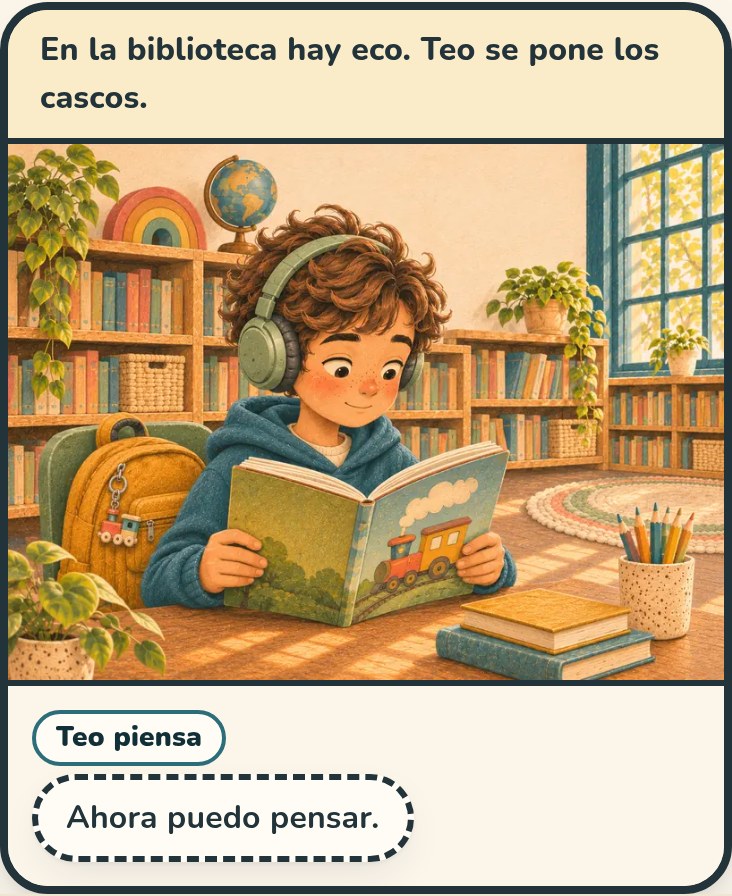 En la biblioteca hay eco. Teo se pone los
cascos.
Teo piensa
Ahora puedo pensar.